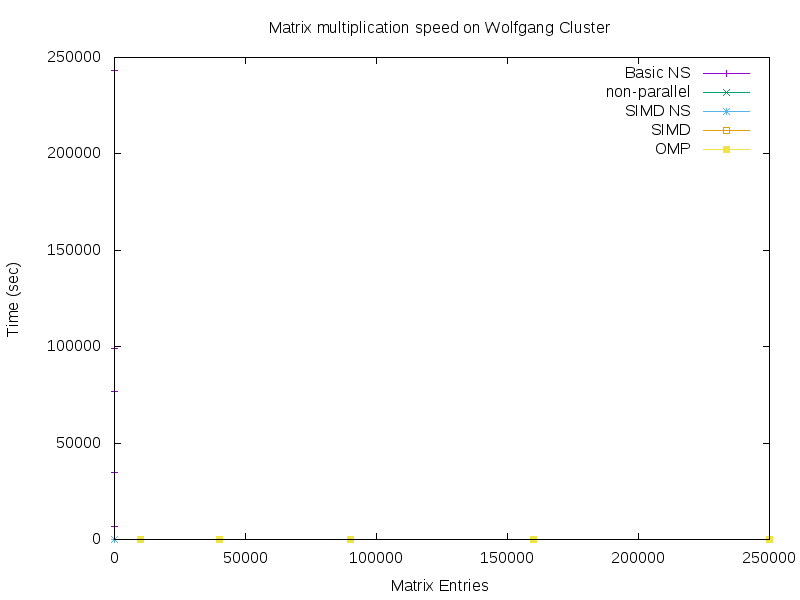 Matrix multiplication speed on Wolfgang Cluster
250000
200000
150000
100000
50000
0
Time (sec)
Basic NS
non-parallel
SIMD NS
SIMD
OMP
0 50000 100000 150000 200000 250000
Matrix Entries